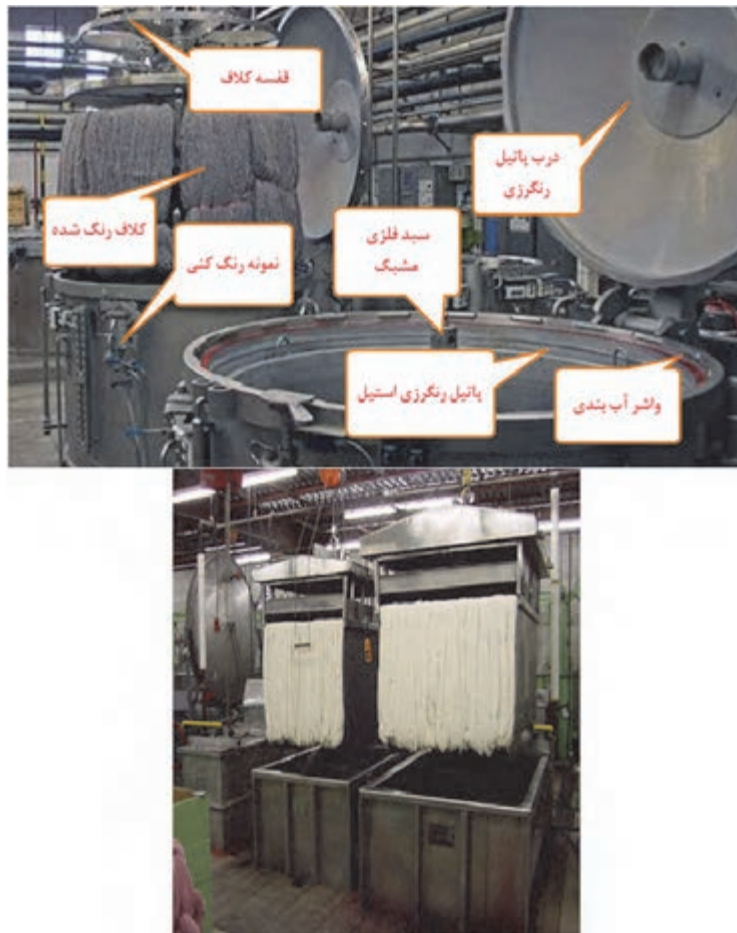 قفسه کلاف
درب پاتیل
رنگرزی
کلاف رنگ شده
نمونه رنگ کنی
سبد فلزی
مشبک
پاتیل رنگرزی استیل
واشر آب بندی